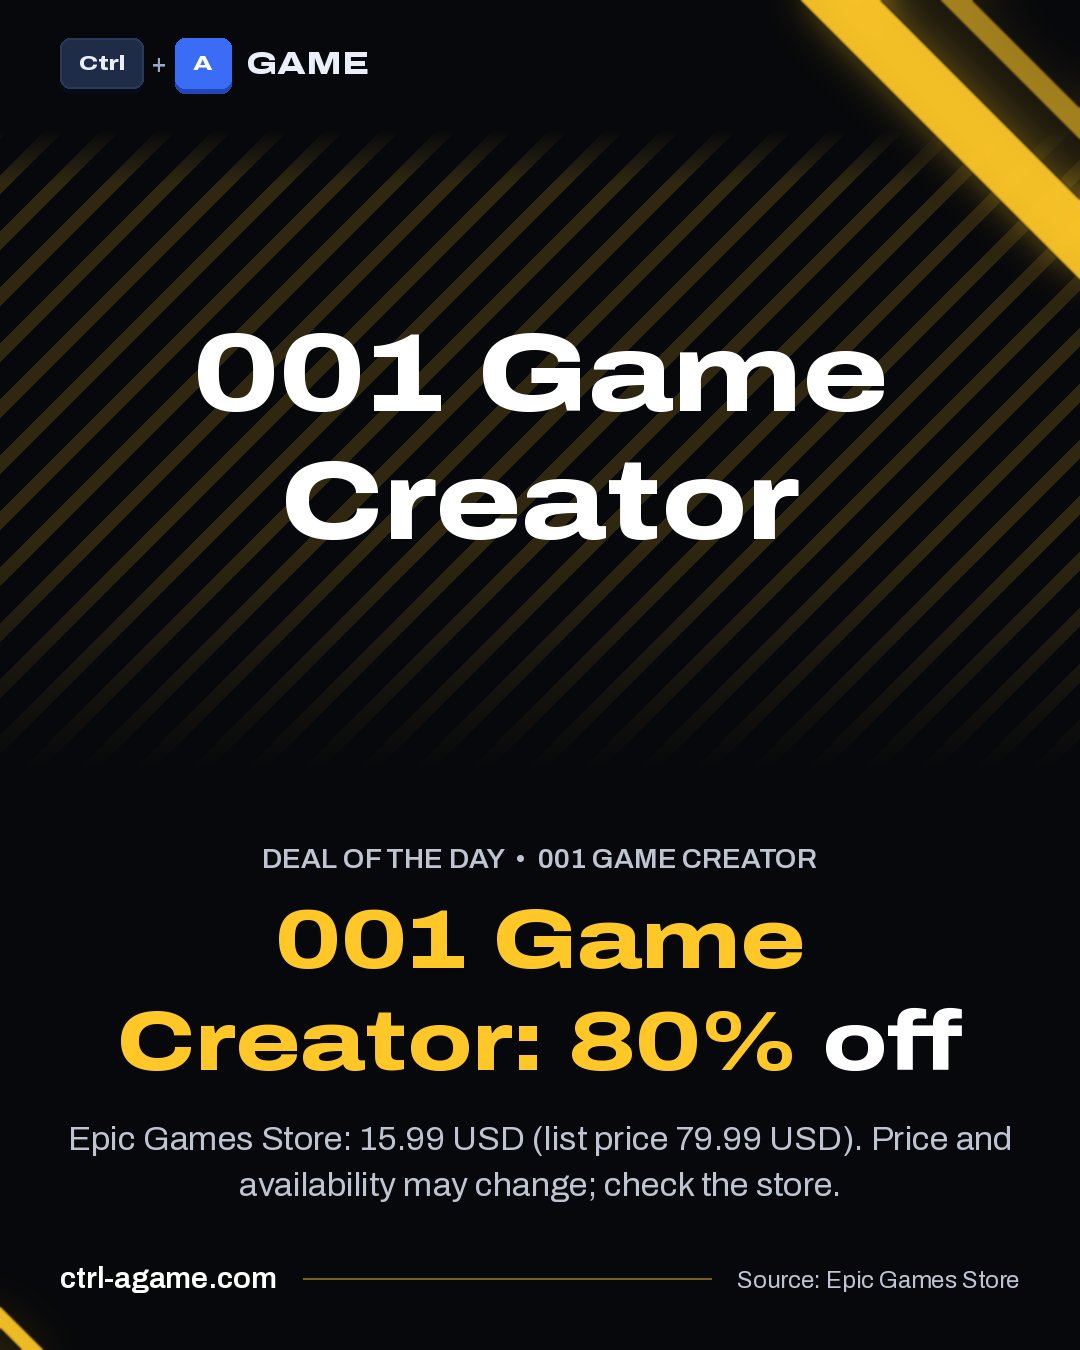 Ctrl + A GAME
001 Game
Creator
DEAL OF THE DAY • 001 GAME CREATOR
001 Game
Creator: 80% off
Epic Games Store: 15.99 USD (list price 79.99 USD). Price and
availability may change; check the store.
ctrl-agame.com
Source: Epic Games Store